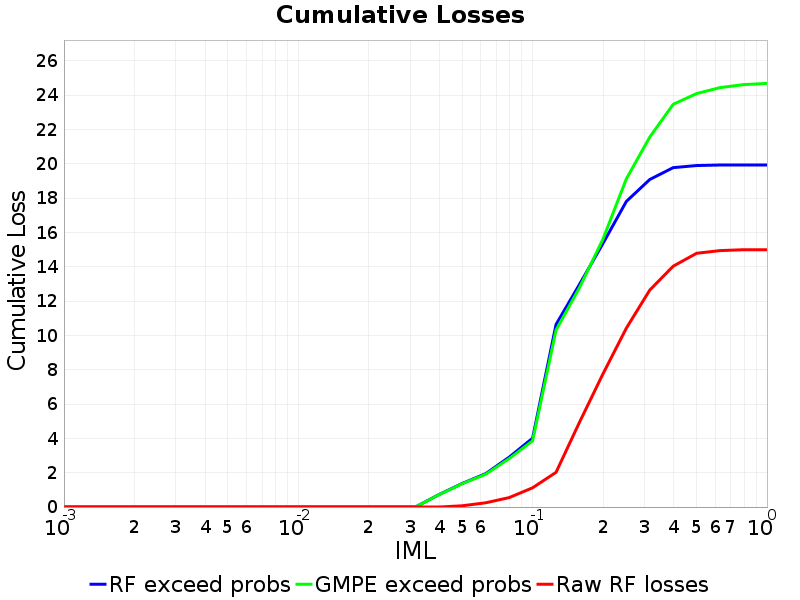 Cumulative Losses
Cumulative Loss
26
24
22
20
18
16
14
12
10
8
6
4
2
0
10^-3 2 3 4 5 6 10^-2 2 3 4 5 6 10^-1 2 3 4 5 6 7 10^0
IML
RF exceed probs GMPE exceed probs Raw RF losses